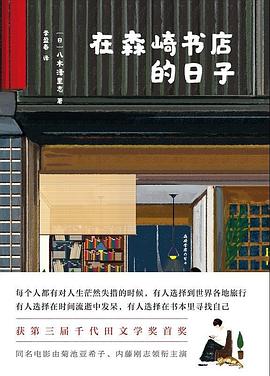 在森崎书店
的日子
[日]八木泽里志 著
李盈春 译
每个人都有对人生茫然失措的时候，有人选择到世界各地旅行
有人选择在时间流逝中发呆，有人选择在书本里寻找自己
获第三届千代田文学奖首奖
同名电影由菊池亚希子、内藤刚志领衔主演